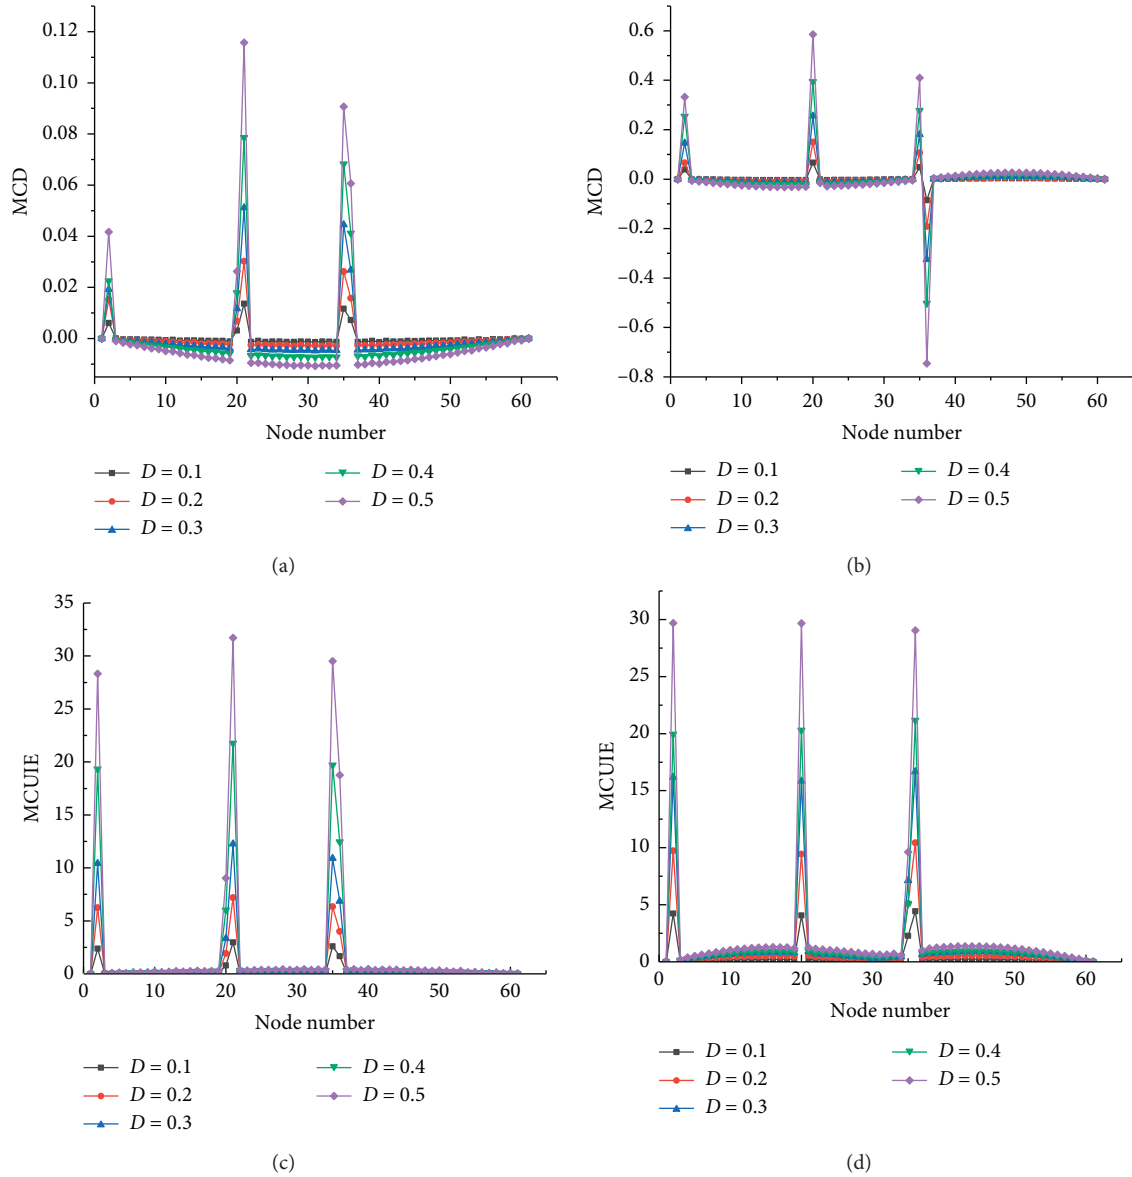 0.12
0.10
0.08
0.06
0.04
0.02
0.00
MCD
0 10 20 30 40 50 60
Node number
D = 0.1
D = 0.2
D = 0.3
D = 0.4
D = 0.5
(a)
0.6
0.4
0.2
0.0
−0.2
−0.4
−0.6
−0.8
MCD
0 10 20 30 40 50 60
Node number
D = 0.1
D = 0.2
D = 0.3
D = 0.4
D = 0.5
(b)
35
30
25
20
15
10
5
0
MCUIE
0 10 20 30 40 50 60
Node number
D = 0.1
D = 0.2
D = 0.3
D = 0.4
D = 0.5
(c)
30
25
20
15
10
5
0
MCUIE
0 10 20 30 40 50 60
Node number
D = 0.1
D = 0.2
D = 0.3
D = 0.4
D = 0.5
(d)